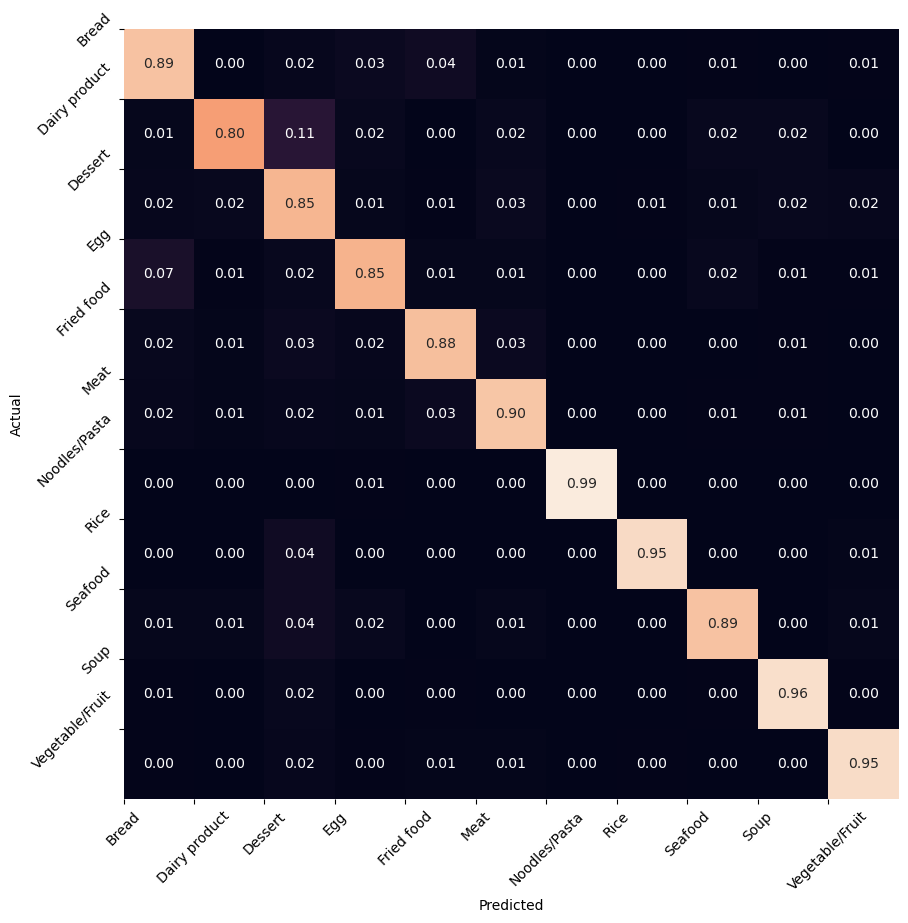 Bread
0.89 0.00 0.02 0.03 0.04 0.01 0.00 0.00 0.01 0.00 0.01
Dairy product
0.01 0.80 0.11 0.02 0.00 0.02 0.00 0.00 0.02 0.02 0.00
Dessert
0.02 0.02 0.85 0.01 0.01 0.03 0.00 0.01 0.01 0.02 0.02
Egg
0.07 0.01 0.02 0.85 0.01 0.01 0.00 0.00 0.02 0.01 0.01
Fried food
0.02 0.01 0.03 0.02 0.88 0.03 0.00 0.00 0.00 0.01 0.00
Meat
0.02 0.01 0.02 0.01 0.03 0.90 0.00 0.00 0.01 0.01 0.00
Actual
Noodles/Pasta
0.00 0.00 0.00 0.01 0.00 0.00 0.99 0.00 0.00 0.00 0.00
Rice
0.00 0.00 0.04 0.00 0.00 0.00 0.00 0.95 0.00 0.00 0.01
Seafood
0.01 0.01 0.04 0.02 0.00 0.01 0.00 0.00 0.89 0.00 0.01
Soup
0.01 0.00 0.02 0.00 0.00 0.00 0.00 0.00 0.00 0.96 0.00
Vegetable/Fruit
0.00 0.00 0.02 0.00 0.01 0.01 0.00 0.00 0.00 0.00 0.95
Bread Dairy product Dessert Egg Fried food Meat Noodles/Pasta Rice Seafood Soup Vegetable/Fruit
Predicted